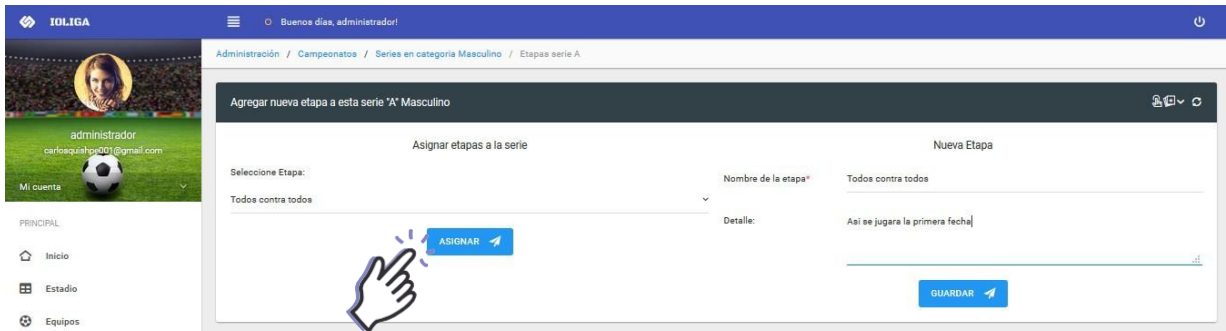 IOLIGA
Buenos días, administrador!
Administración / Campeonatos / Series en categoria Masculino / Etapas serie A
administrador
carlosquishpe001@gmail.com
Mi cuenta
PRINCIPAL
Inicio
Estadio
Equipos
Agregar nueva etapa a esta serie "A" Masculino
Asignar etapas a la serie
Seleccione Etapa:
Todos contra todos
ASIGNAR
Nueva Etapa
Nombre de la etapa* Todos contra todos
Detalle: Asi se jugara la primera fecha
GUARDAR